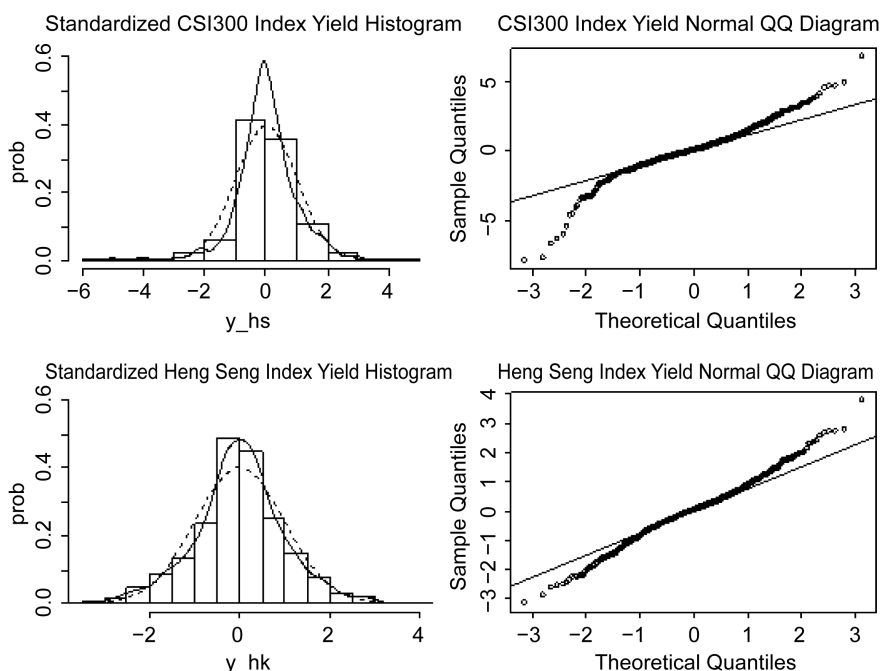 Standardized CSI300 Index Yield Histogram
prob
0.0 0.2 0.4 0.6
−6 −4 −2 0 2 4
y_hs
CSI300 Index Yield Normal QQ Diagram
Sample Quantiles
−5 0 5
−3 −2 −1 0 1 2 3
Theoretical Quantiles
Standardized Heng Seng Index Yield Histogram
prob
0.0 0.2 0.4 0.6
−2 0 2 4
y_hk
Heng Seng Index Yield Normal QQ Diagram
Sample Quantiles
−3 −2 −1 0 1 2 3 4
−3 −2 −1 0 1 2 3
Theoretical Quantiles